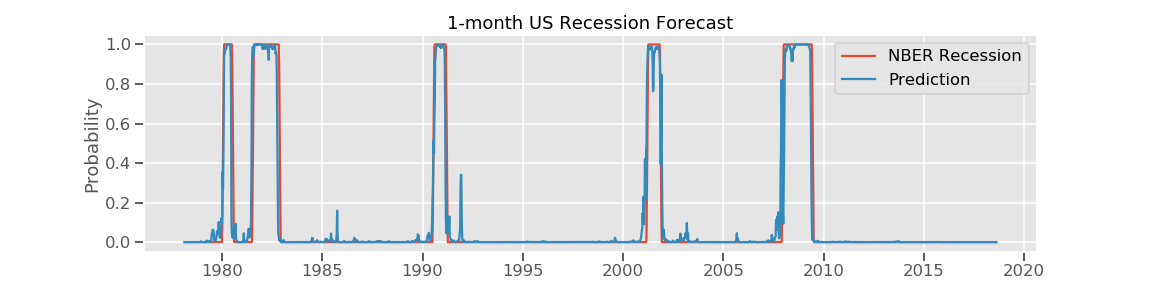 1-month US Recession Forecast
Probability
1.0
0.8
0.6
0.4
0.2
0.0
NBER Recession
Prediction
1980 1985 1990 1995 2000 2005 2010 2015 2020